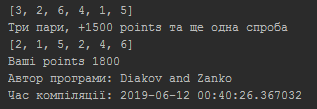 [3, 2, 6, 4, 1, 5]
Три пари, +1500 points та ще одна спроба
[2, 1, 5, 2, 4, 6]
Ваші points 1800
Автор програми: Diakov and Zanko
Час компіляції: 2019-06-12 00:40:26.367032